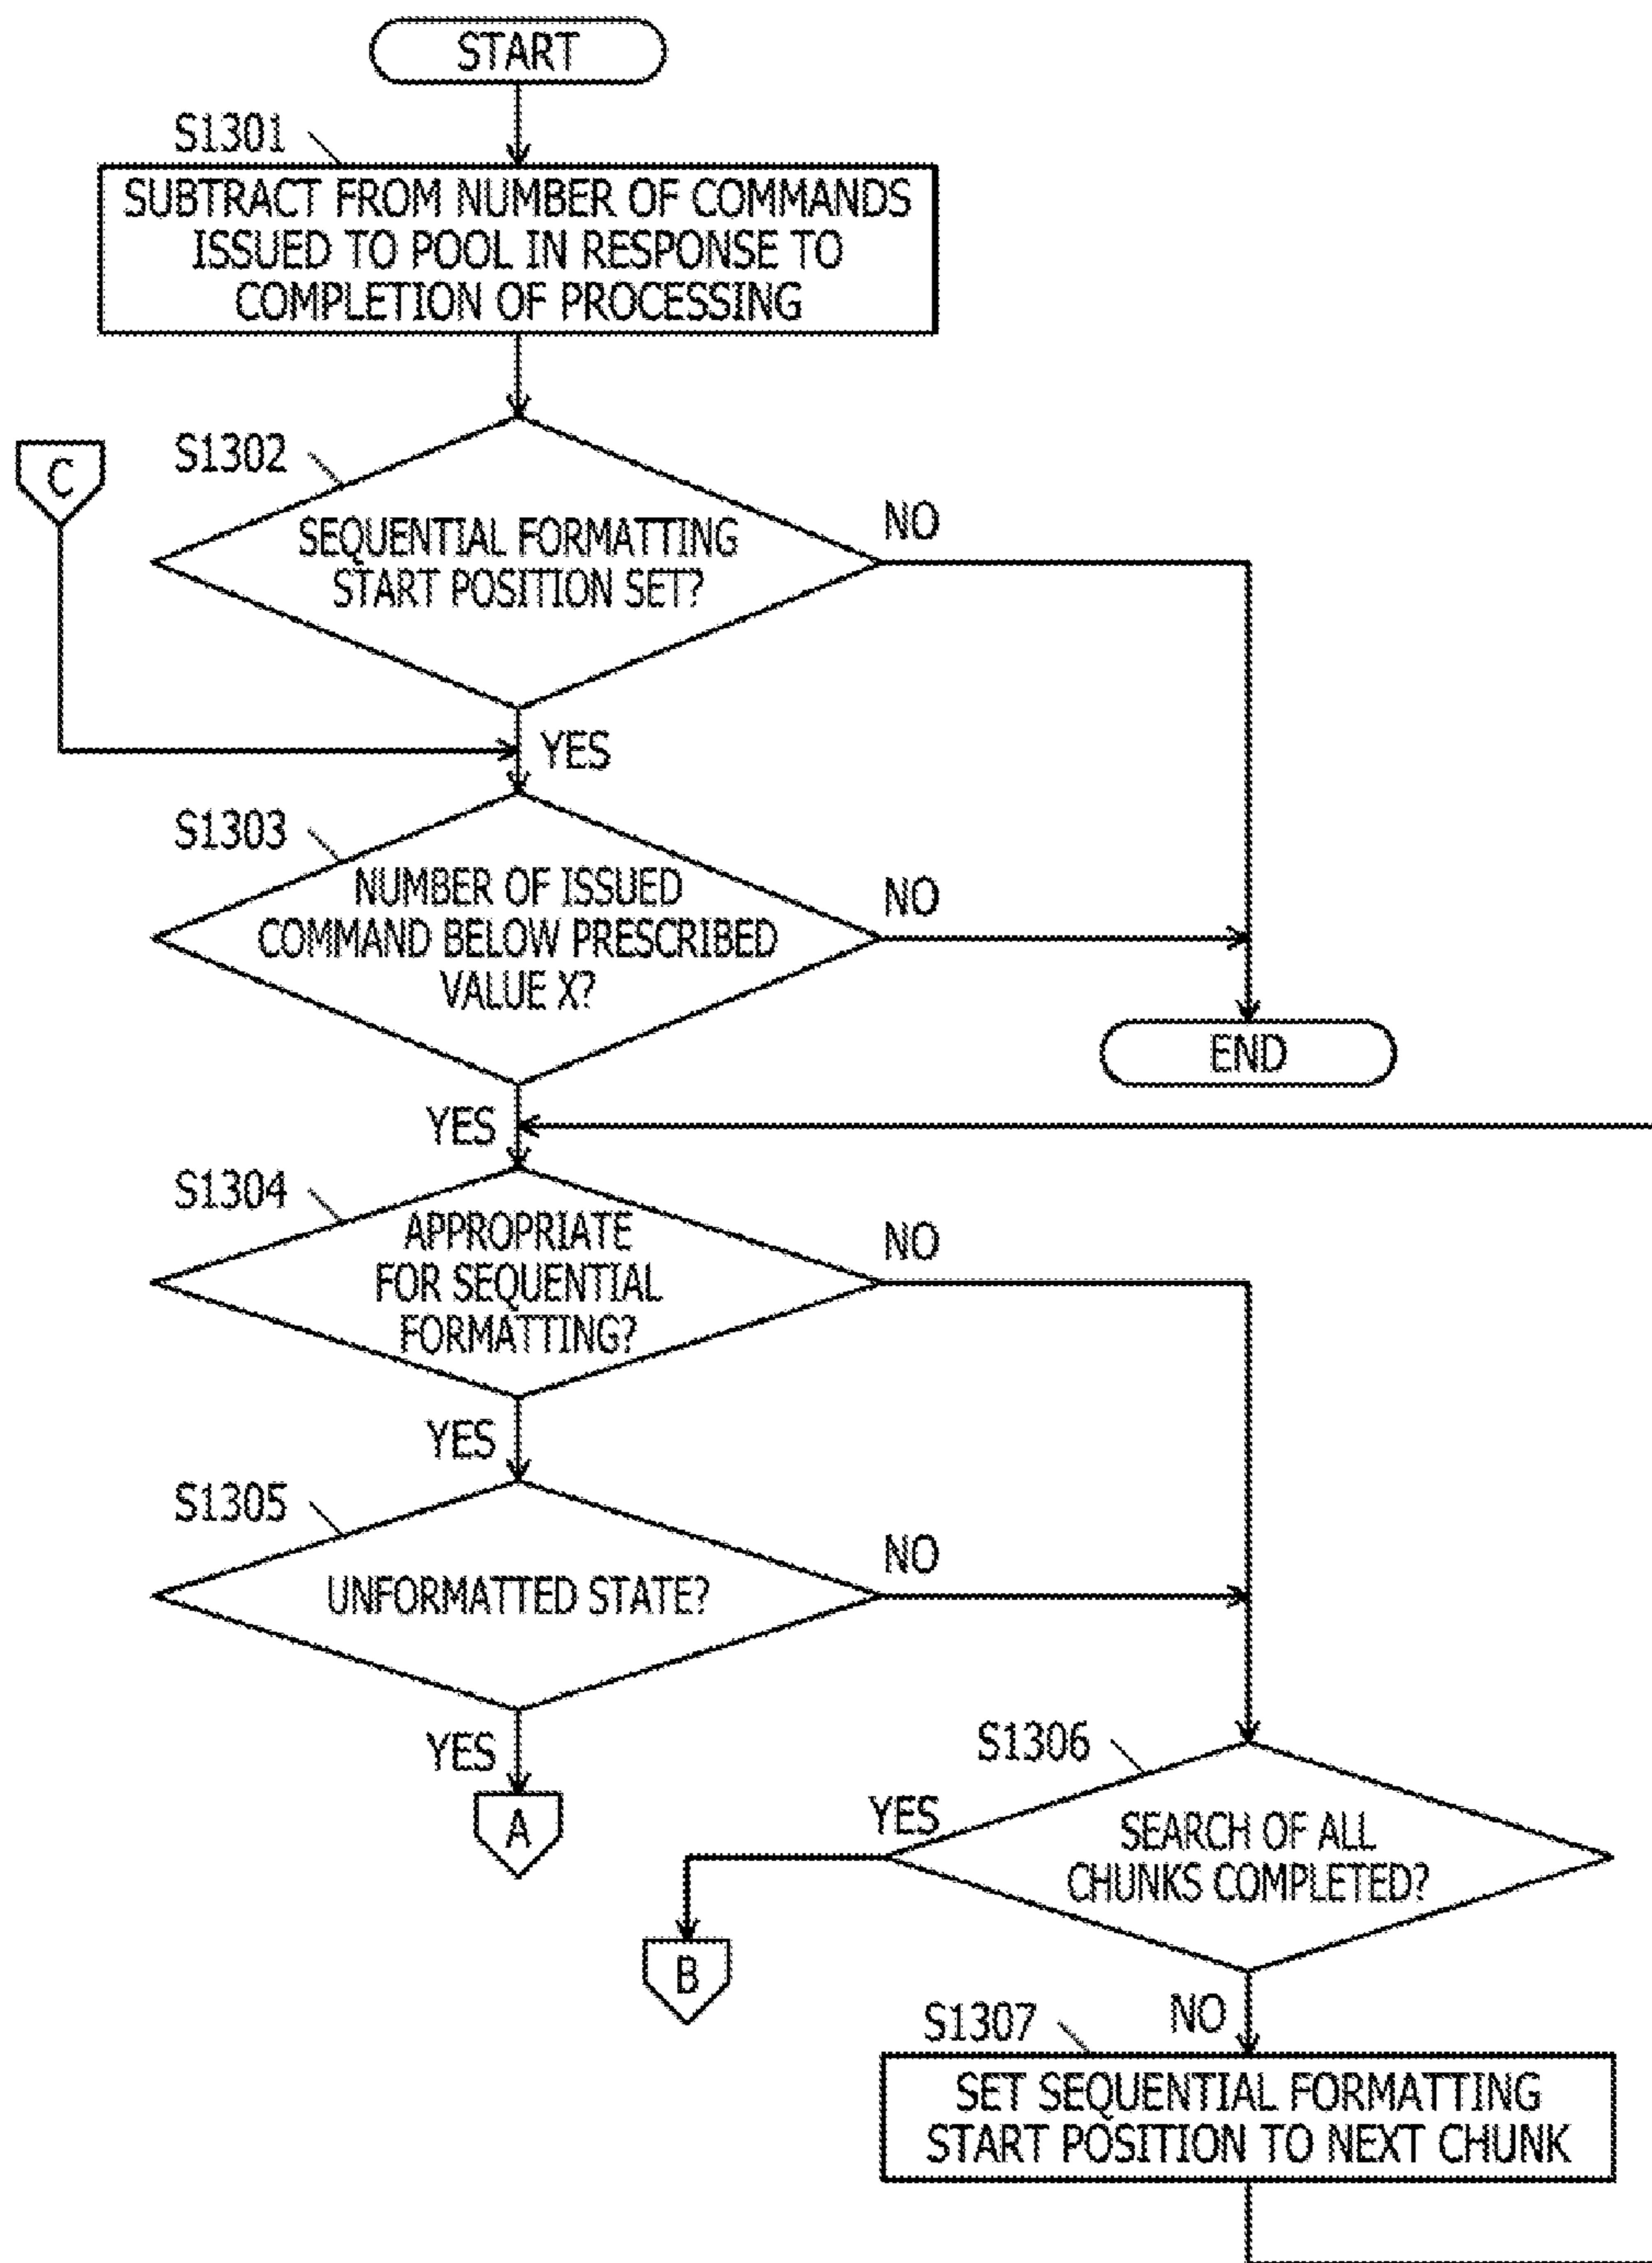 START
S1301
SUBTRACT FROM NUMBER OF COMMANDS
ISSUED TO POOL IN RESPONSE TO
COMPLETION OF PROCESSING
S1302
C
SEQUENTIAL FORMATTING
START POSITION SET?
NO
YES
S1303
NUMBER OF ISSUED
COMMAND BELOW PRESCRIBED
VALUE X?
NO
END
YES
S1304
APPROPRIATE
FOR SEQUENTIAL
FORMATTING?
NO
YES
S1305
UNFORMATTED STATE?
NO
YES
A
S1306
YES
SEARCH OF ALL
CHUNKS COMPLETED?
B
NO
S1307
SET SEQUENTIAL FORMATTING
START POSITION TO NEXT CHUNK